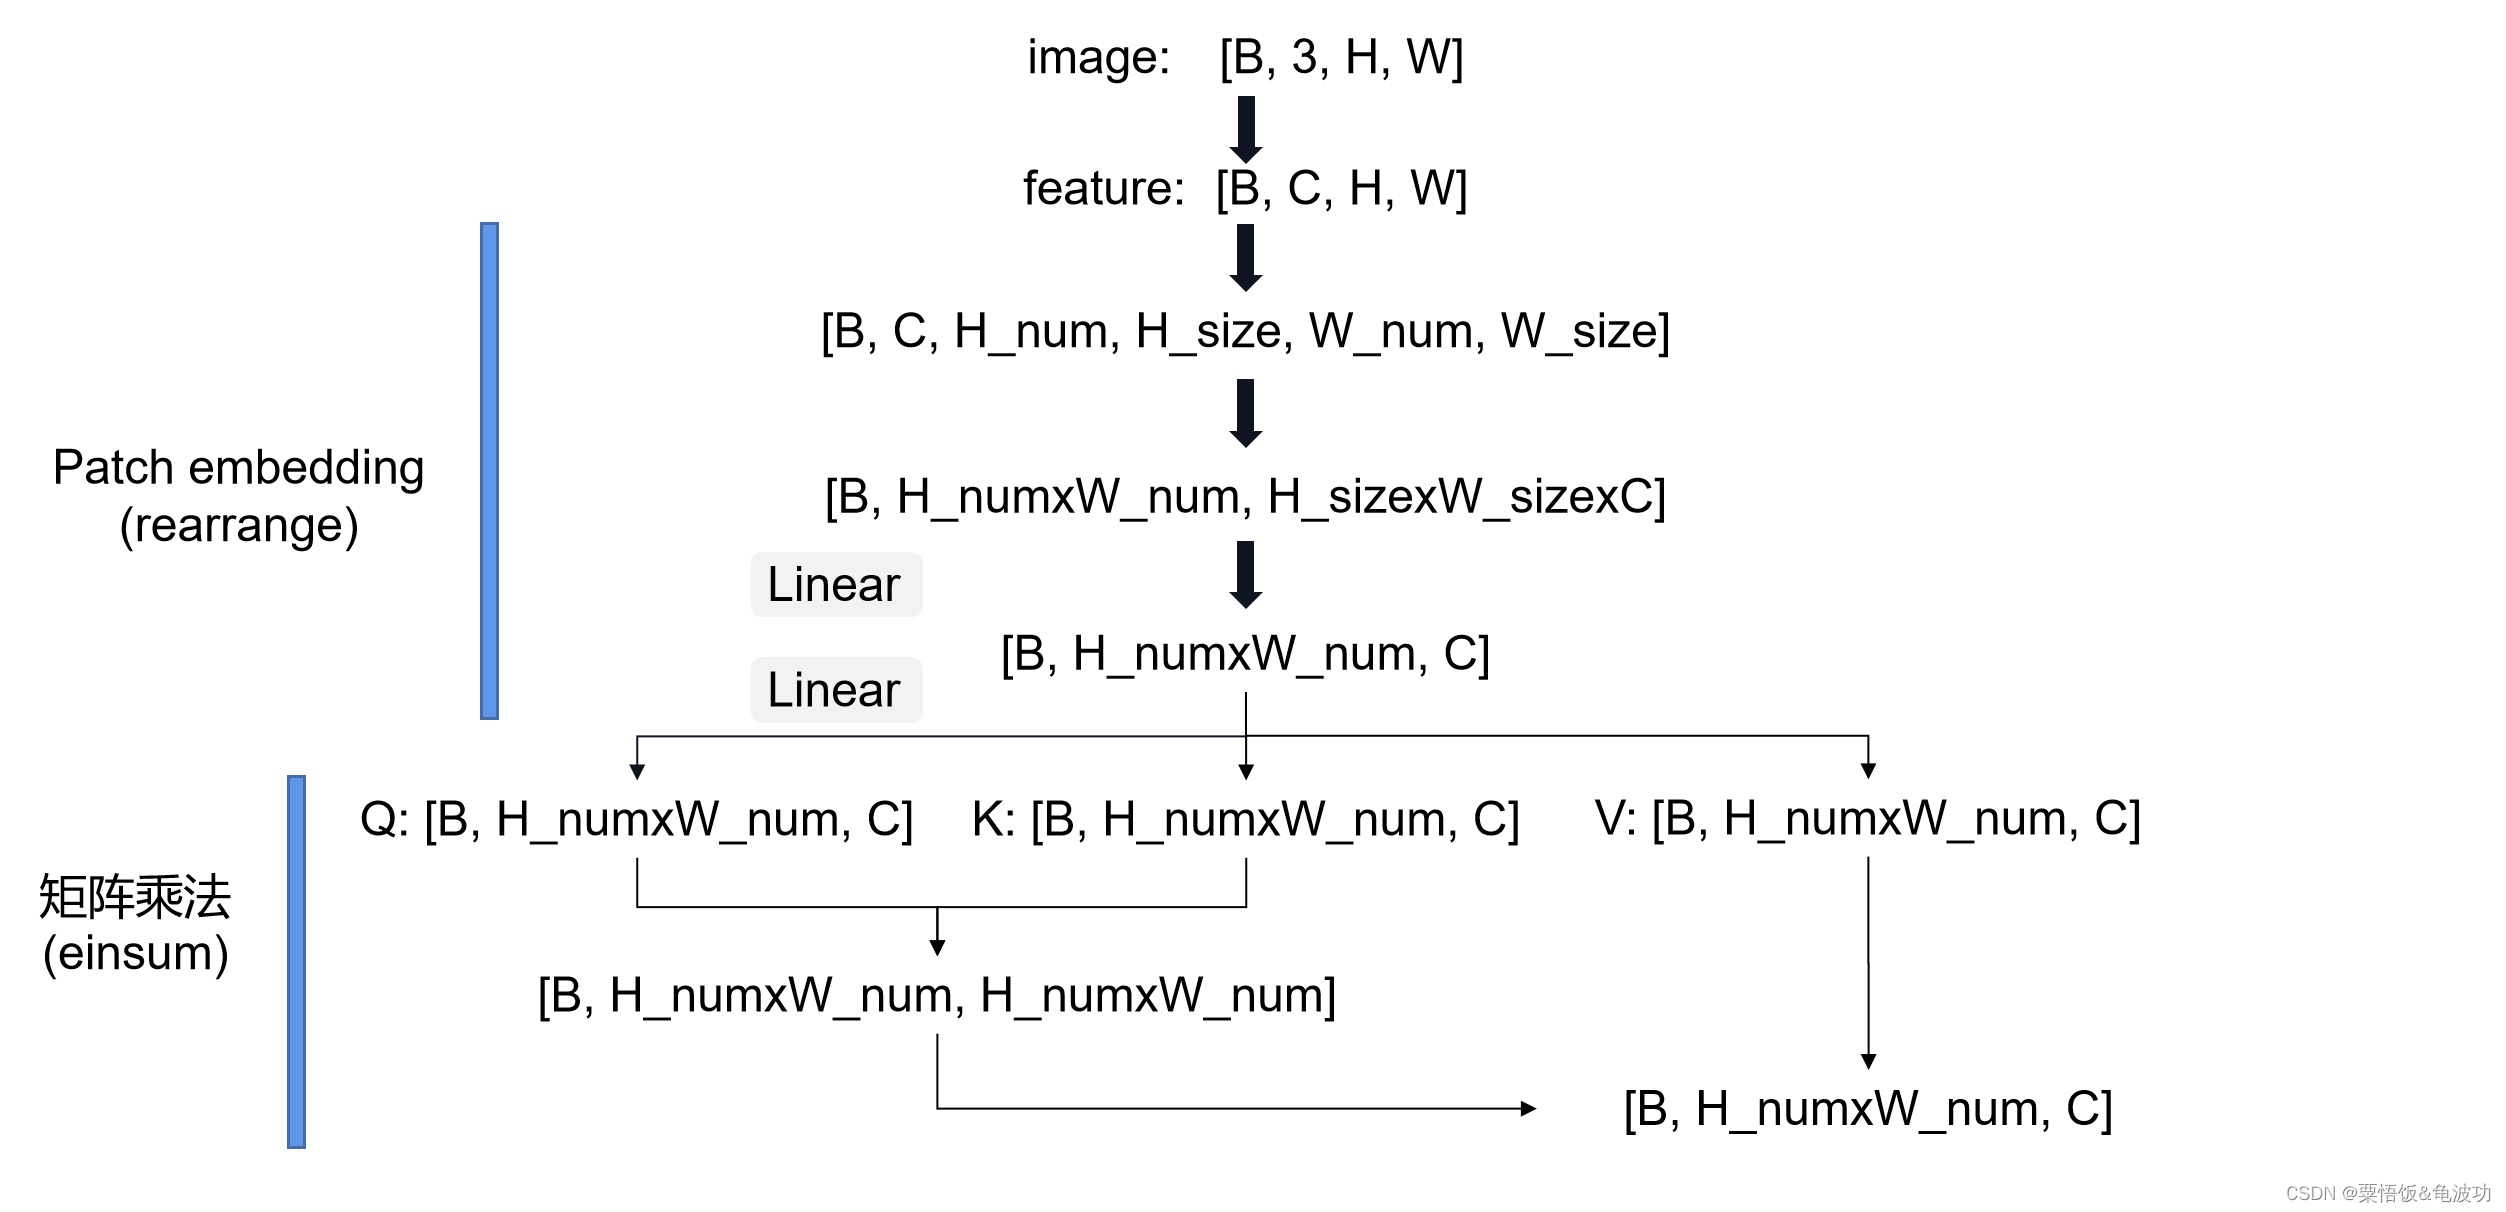 image: [B, 3, H, W]
feature: [B, C, H, W]
[B, C, H_num, H_size, W_num, W_size]
Patch embedding
(rearrange)
[B, H_numxW_num, H_sizexW_sizexC]
Linear
[B, H_numxW_num, C]
Linear
Q: [B, H_numxW_num, C] K: [B, H_numxW_num, C] V: [B, H_numxW_num, C]
矩阵乘法
(einsum)
[B, H_numxW_num, H_numxW_num]
[B, H_numxW_num, C]
CSDN @粟悟饭&龟波功